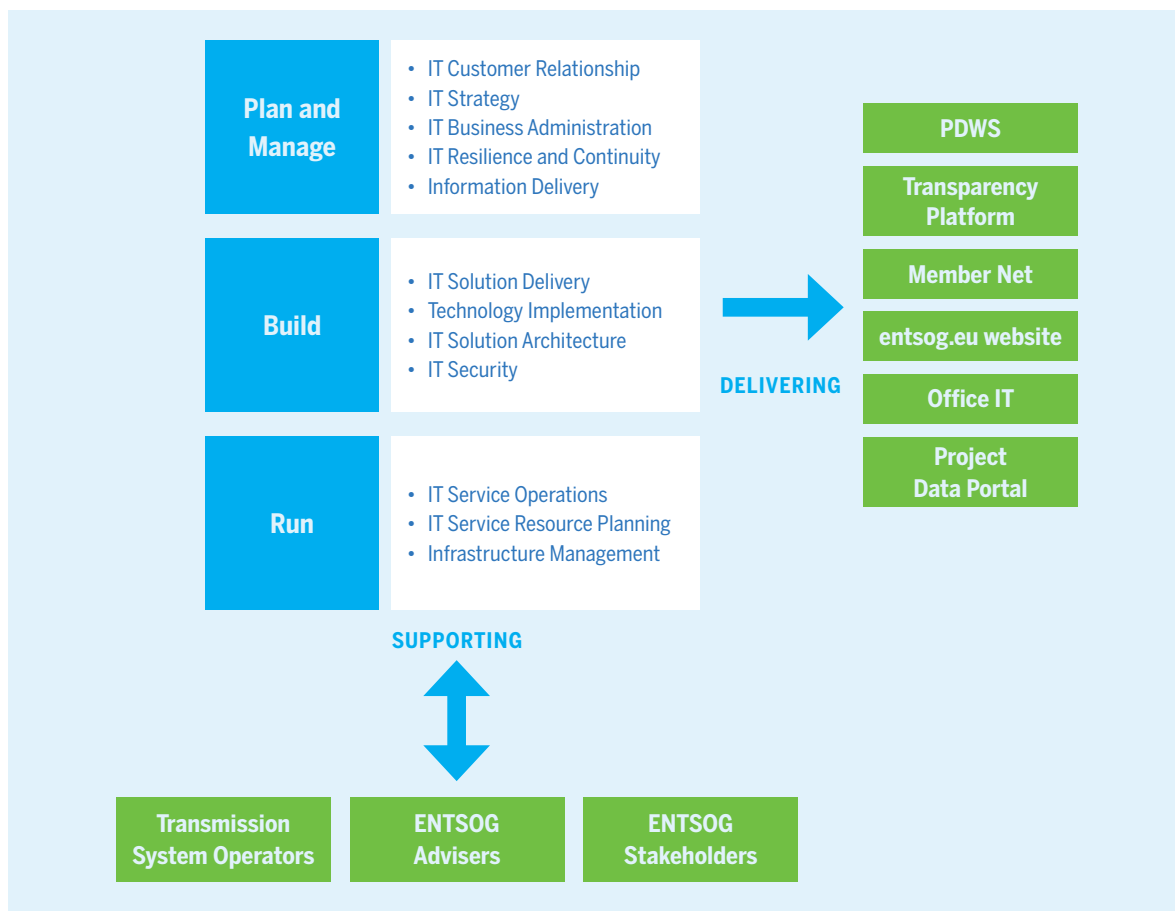 Plan and
Manage
• IT Customer Relationship
• IT Strategy
• IT Business Administration
• IT Resilience and Continuity
• Information Delivery
Build
• IT Solution Delivery
• Technology Implementation
• IT Solution Architecture
• IT Security
Run
• IT Service Operations
• IT Service Resource Planning
• Infrastructure Management
DELIVERING
PDWS
Transparency
Platform
Member Net
entsog.eu website
Office IT
Project
Data Portal
SUPPORTING
Transmission
System Operators
ENTSOG
Advisers
ENTSOG
Stakeholders